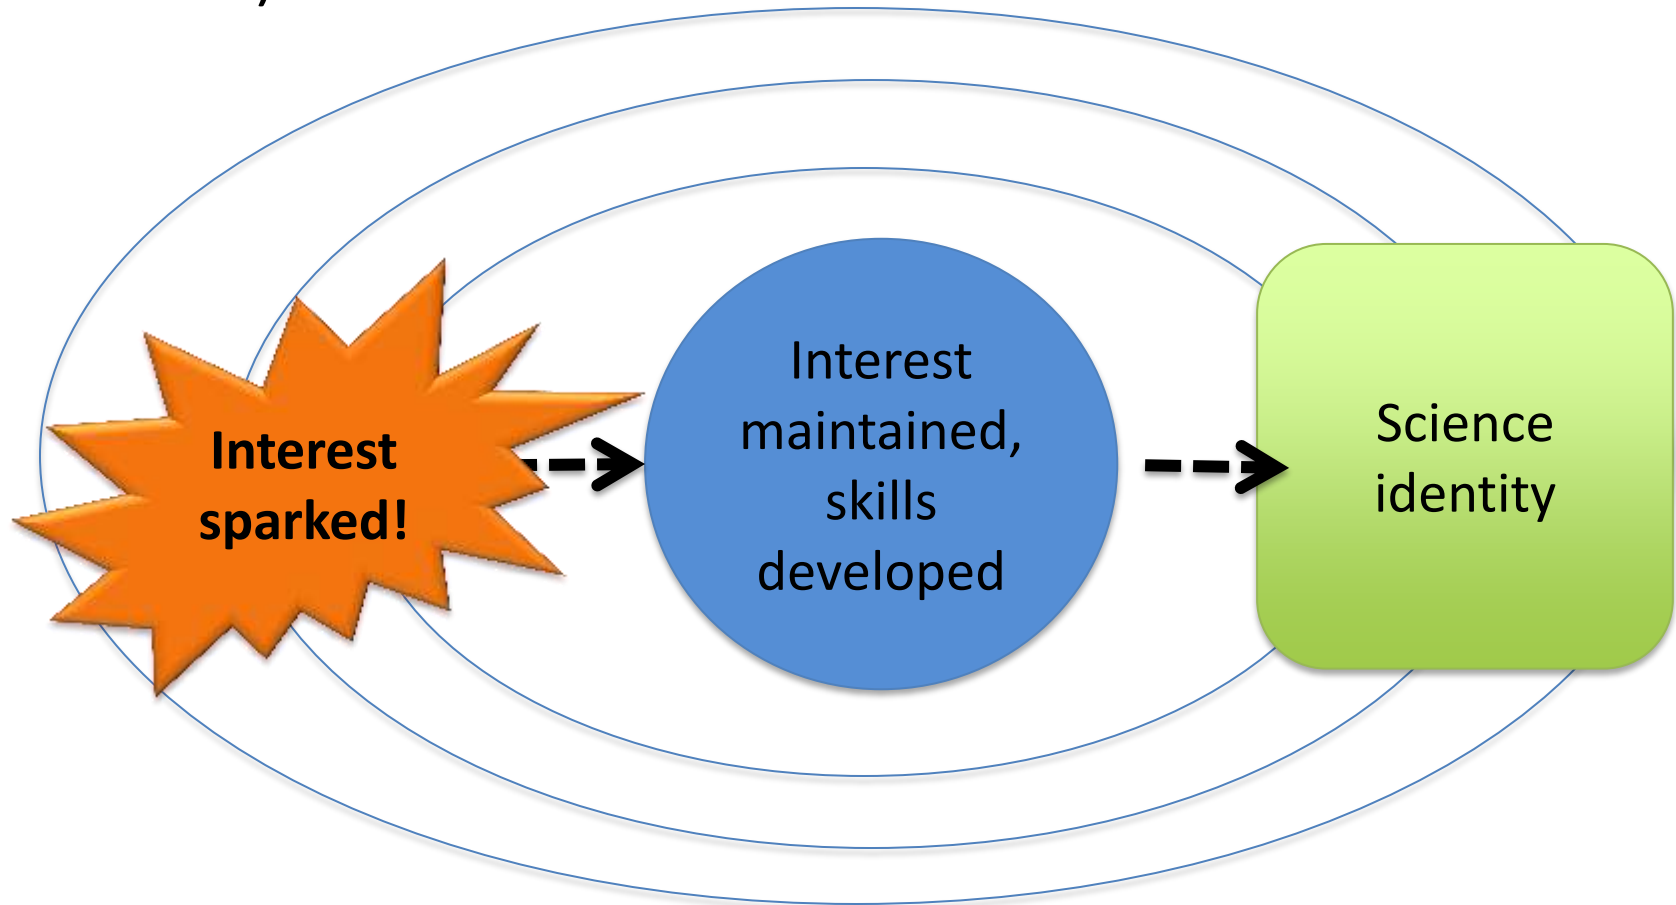 Interest
sparked!
Interest
maintained,
skills
developed
Science
identity